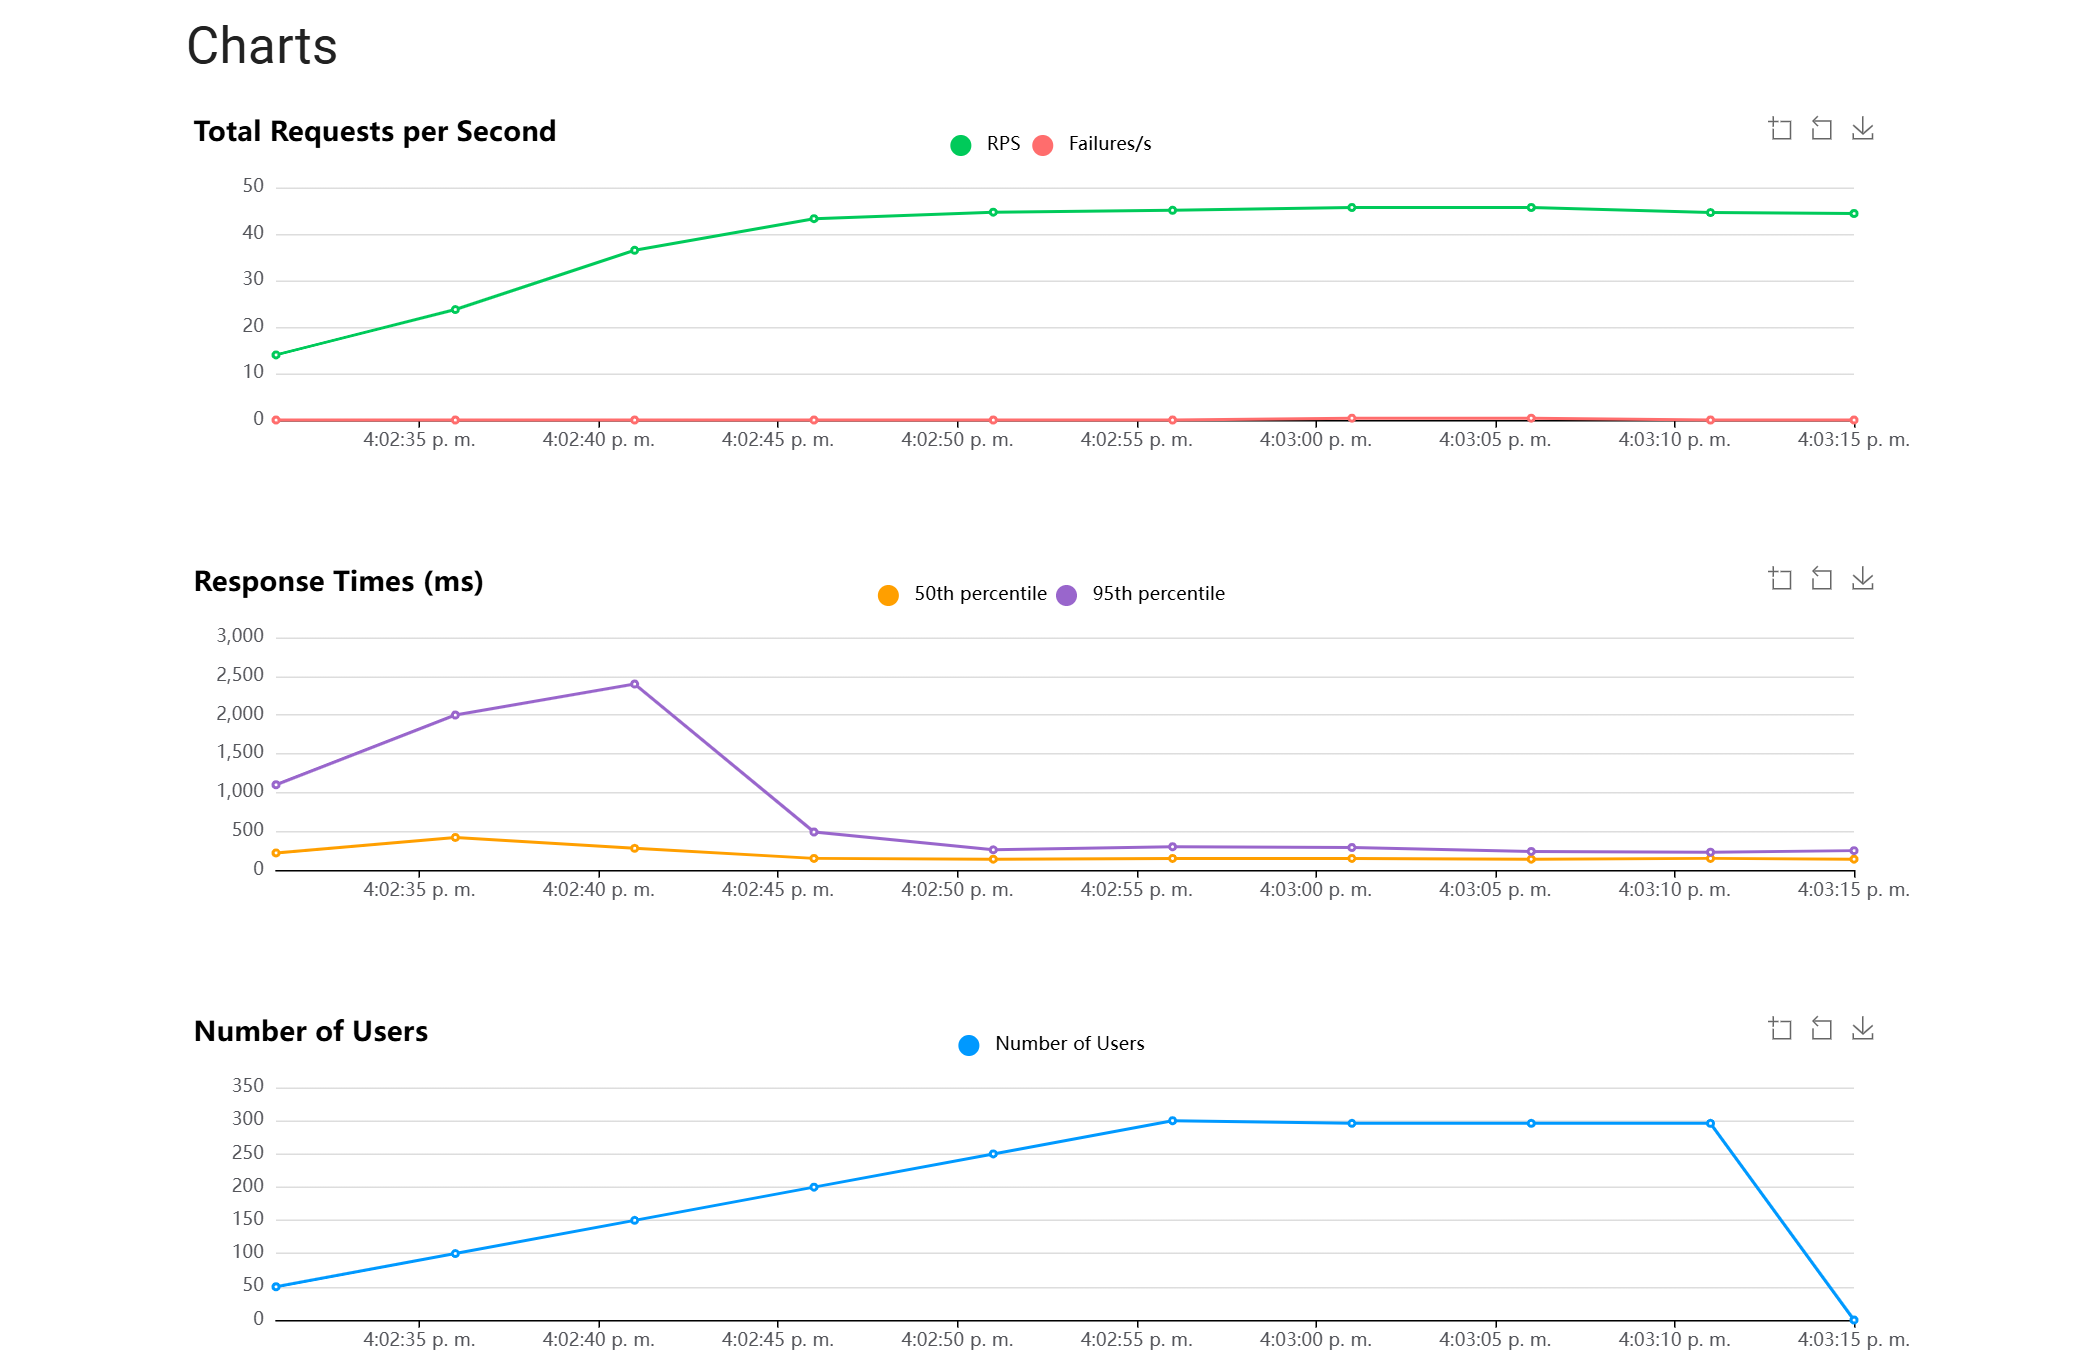 Charts
Total Requests per Second
RPS Failures/s
50
40
30
20
10
0
4:02:35 p. m. 4:02:40 p. m. 4:02:45 p. m. 4:02:50 p. m. 4:02:55 p. m. 4:03:00 p. m. 4:03:05 p. m. 4:03:10 p. m. 4:03:15 p. m.
Response Times (ms)
50th percentile 95th percentile
3,000
2,500
2,000
1,500
1,000
500
0
4:02:35 p. m. 4:02:40 p. m. 4:02:45 p. m. 4:02:50 p. m. 4:02:55 p. m. 4:03:00 p. m. 4:03:05 p. m. 4:03:10 p. m. 4:03:15 p. m.
Number of Users
Number of Users
350
300
250
200
150
100
50
0
4:02:35 p. m. 4:02:40 p. m. 4:02:45 p. m. 4:02:50 p. m. 4:02:55 p. m. 4:03:00 p. m. 4:03:05 p. m. 4:03:10 p. m. 4:03:15 p. m.